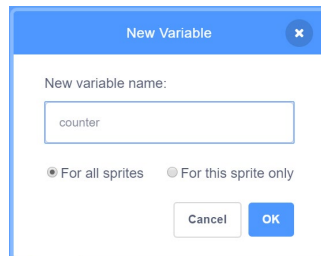 New Variable
New variable name:
counter
For all sprites For this sprite only
Cancel OK